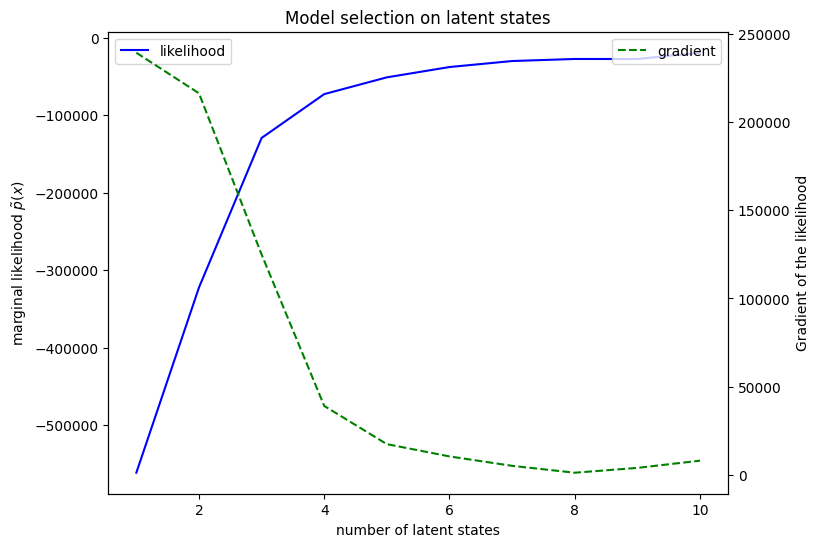 Model selection on latent states
likelihood
gradient
0
−100000
−200000
−300000
−400000
−500000
marginal likelihood p̃(x)
250000
200000
150000
100000
50000
0
Gradient of the likelihood
2 4 6 8 10
number of latent states